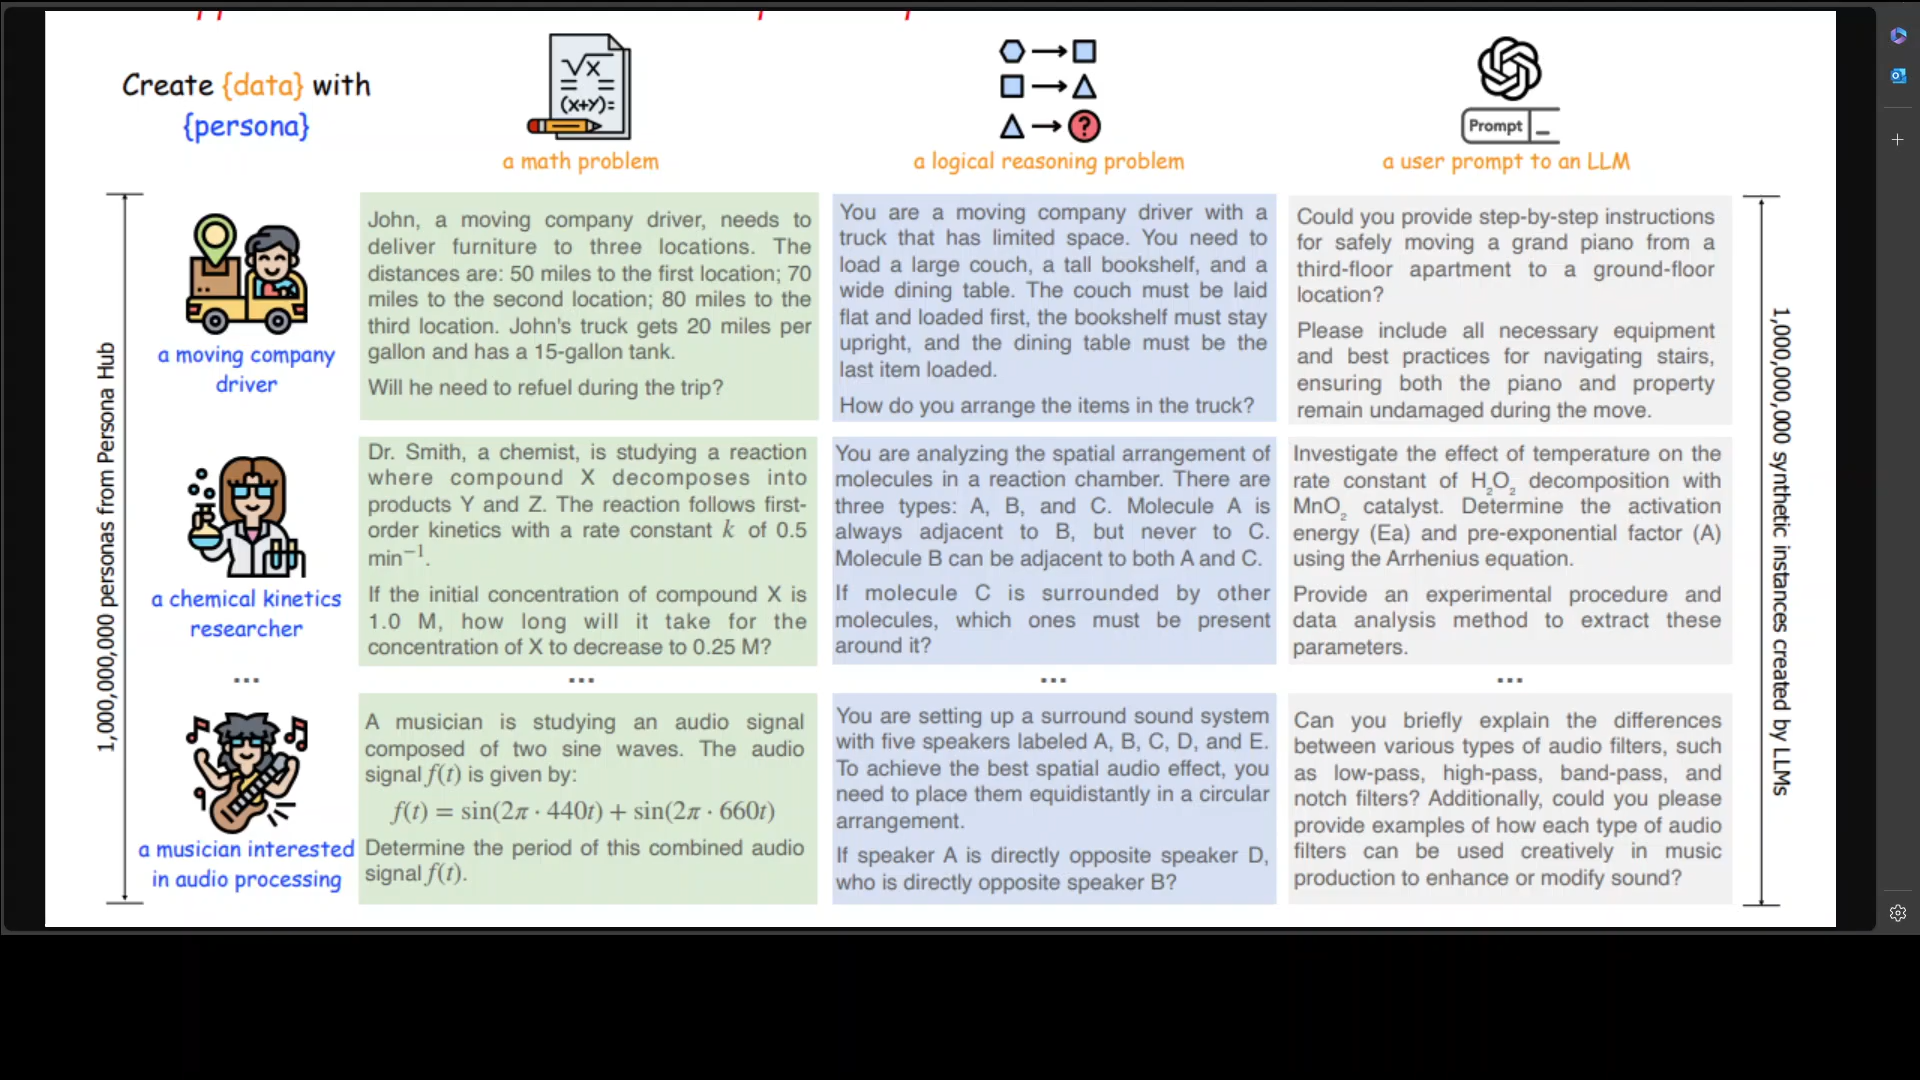 Create {data} with
{persona}
√x
(x+y)=
?
Prompt
a math problem
a logical reasoning problem
a user prompt to an LLM
1,000,000,000 personas from Persona Hub
a moving company
driver
John, a moving company driver, needs to
deliver furniture to three locations. The
distances are: 50 miles to the first location; 70
miles to the second location; 80 miles to the
third location. John's truck gets 20 miles per
gallon and has a 15-gallon tank.
Will he need to refuel during the trip?
You are a moving company driver with a
truck that has limited space. You need to
load a large couch, a tall bookshelf, and a
wide dining table. The couch must be laid
flat and loaded first, the bookshelf must stay
upright, and the dining table must be the
last item loaded.
How do you arrange the items in the truck?
Could you provide step-by-step instructions
for safely moving a grand piano from a
third-floor apartment to a ground-floor
location?
Please include all necessary equipment
and best practices for navigating stairs,
ensuring both the piano and property
remain undamaged during the move.
a chemical kinetics
researcher
Dr. Smith, a chemist, is studying a reaction
where compound X decomposes into
products Y and Z. The reaction follows first-
order kinetics with a rate constant k of 0.5
min⁻¹.
If the initial concentration of compound X is
1.0 M, how long will it take for the
concentration of X to decrease to 0.25 M?
You are analyzing the spatial arrangement of
molecules in a reaction chamber. There are
three types: A, B, and C. Molecule A is
always adjacent to B, but never to C.
Molecule B can be adjacent to both A and C.
If molecule C is surrounded by other
molecules, which ones must be present
around it?
Investigate the effect of temperature on the
rate constant of H₂O₂ decomposition with
MnO₂ catalyst. Determine the activation
energy (Ea) and pre-exponential factor (A)
using the Arrhenius equation.
Provide an experimental procedure and
data analysis method to extract these
parameters.
... ... ... ...
a musician interested
in audio processing
A musician is studying an audio signal
composed of two sine waves. The audio
signal f(t) is given by:
f(t) = sin(2π · 440t) + sin(2π · 660t)
Determine the period of this combined audio
signal f(t).
You are setting up a surround sound system
with five speakers labeled A, B, C, D, and E.
To achieve the best spatial audio effect, you
need to place them equidistantly in a circular
arrangement.
If speaker A is directly opposite speaker D,
who is directly opposite speaker B?
Can you briefly explain the differences
between various types of audio filters, such
as low-pass, high-pass, band-pass, and
notch filters? Additionally, could you please
provide examples of how each type of audio
filters can be used creatively in music
production to enhance or modify sound?
1,000,000,000 synthetic instances created by LLMs